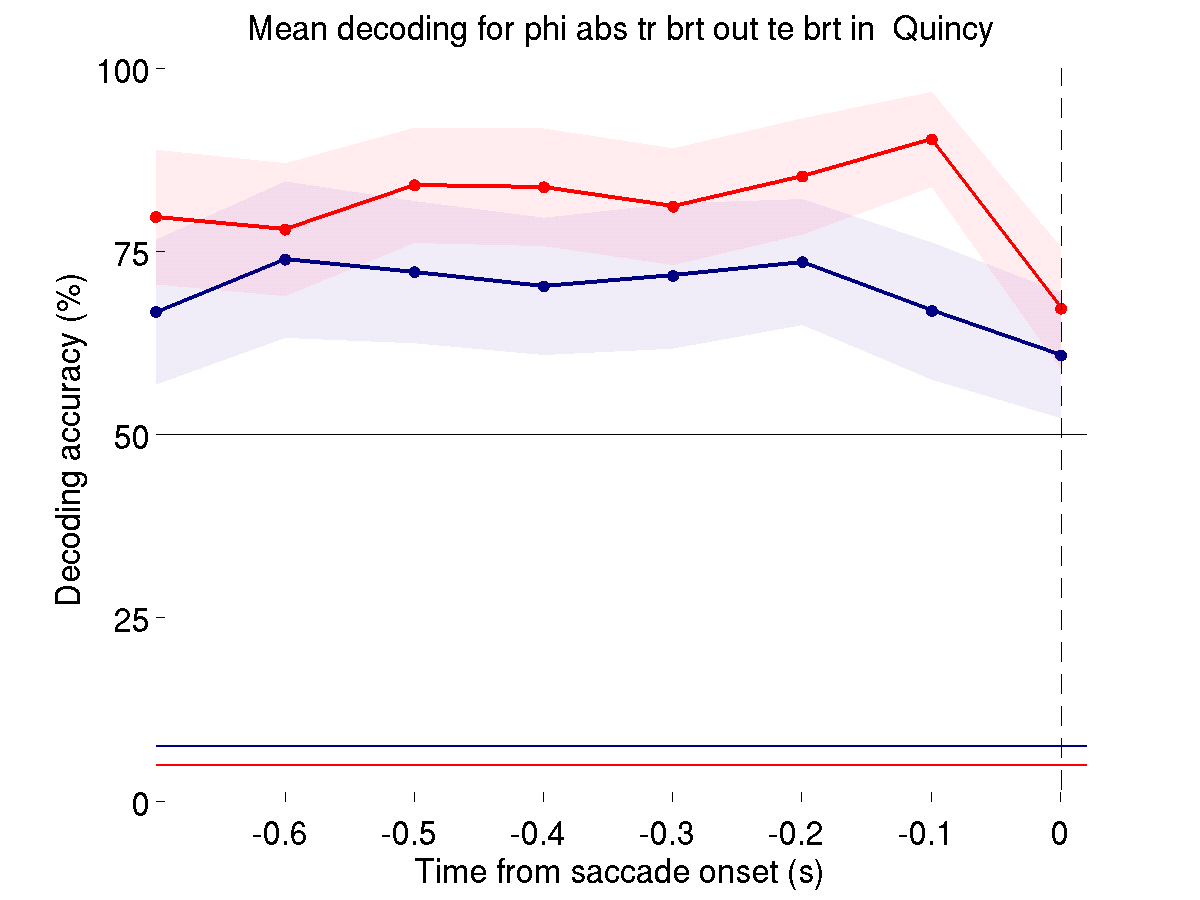 Mean decoding for phi abs tr brt out te brt in  Quincy
100
75
50
25
0
Decoding accuracy (%)
-0.6 -0.5 -0.4 -0.3 -0.2 -0.1 0
Time from saccade onset (s)